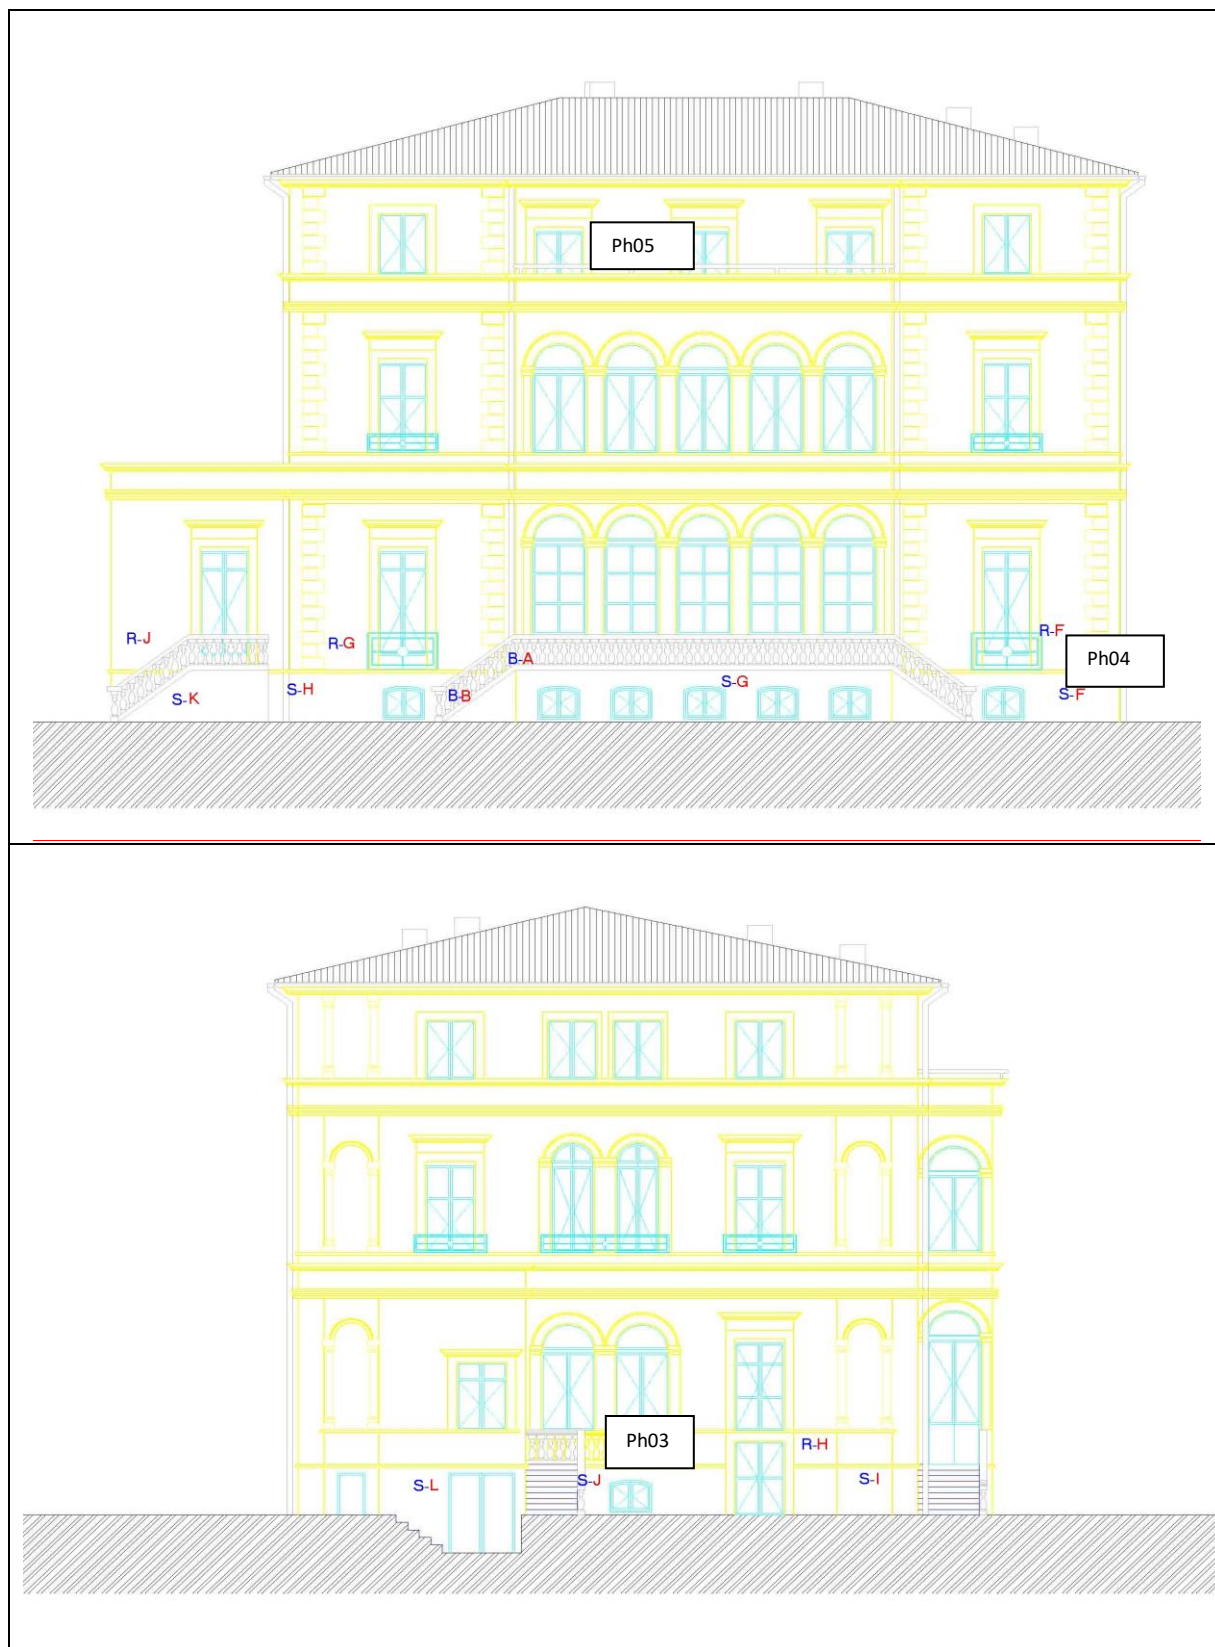 Ph05
R-J
R-G
R-F
Ph04
B-A
S-K
S-H
B-B
S-G
S-F
Ph03
R-H
S-L
S-J
S-I